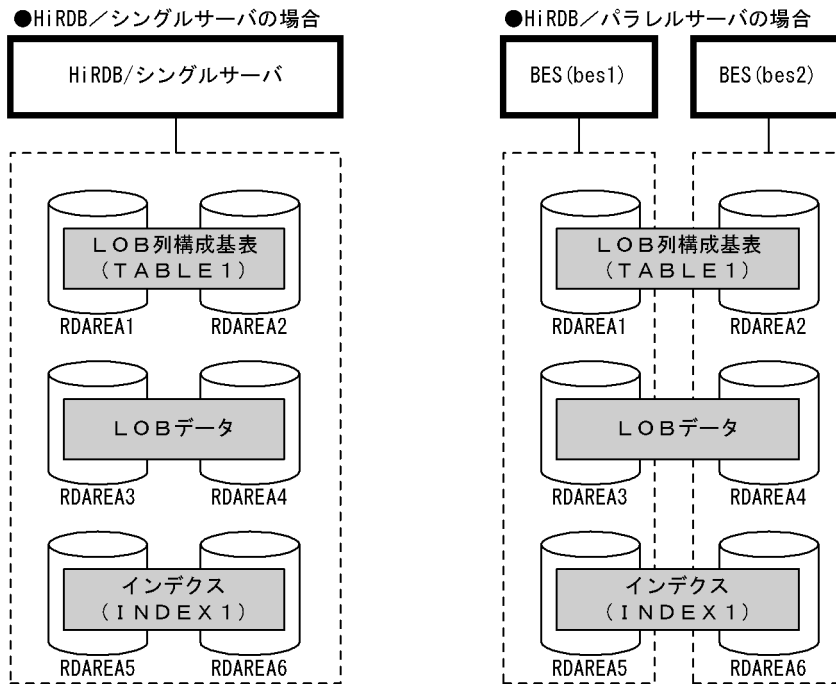 ●HiRDB／シングルサーバの場合
HiRDB/シングルサーバ
ＬＯＢ列構成基表
（ＴＡＢＬＥ１）
RDAREA1
RDAREA2
ＬＯＢデータ
RDAREA3
RDAREA4
インデクス
（ＩＮＤＥＸ１）
RDAREA5
RDAREA6
●HiRDB／パラレルサーバの場合
BES(bes1)
BES(bes2)
ＬＯＢ列構成基表
（ＴＡＢＬＥ１）
RDAREA1
RDAREA2
ＬＯＢデータ
RDAREA3
RDAREA4
インデクス
（ＩＮＤＥＸ１）
RDAREA5
RDAREA6